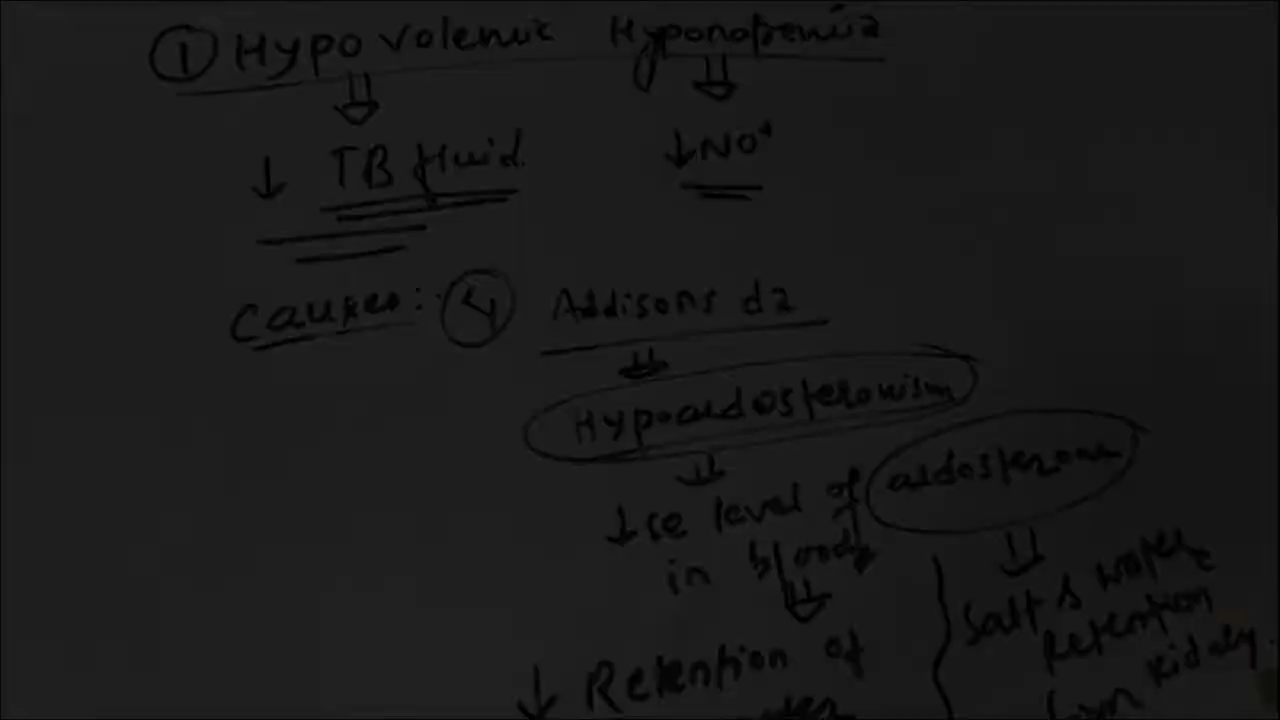 ① Hypovolemic Hyponatremia
↓ TB fluid ↓ Na⁺
Causes: 4 Addisons dz
Hypoaldosteronism
↓se level of aldosterone
in blood
Salt & water
↓ Retention of retention
from kidney
water